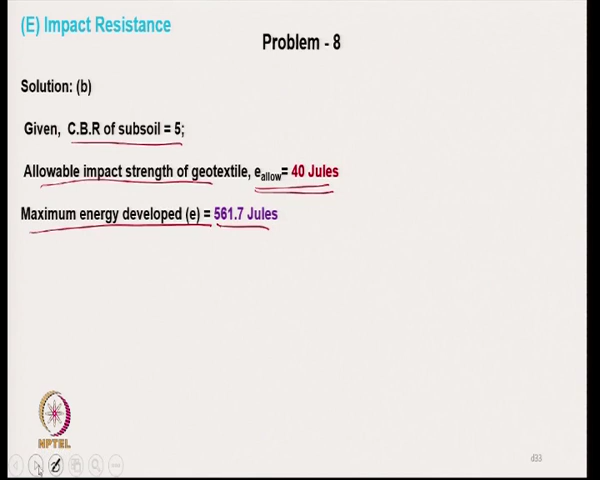 (E) Impact Resistance
Problem - 8
Solution: (b)
Given, C.B.R of subsoil = 5;
Allowable impact strength of geotextile, eallow= 40 Jules
Maximum energy developed (e) = 561.7 Jules
NPTEL
d33